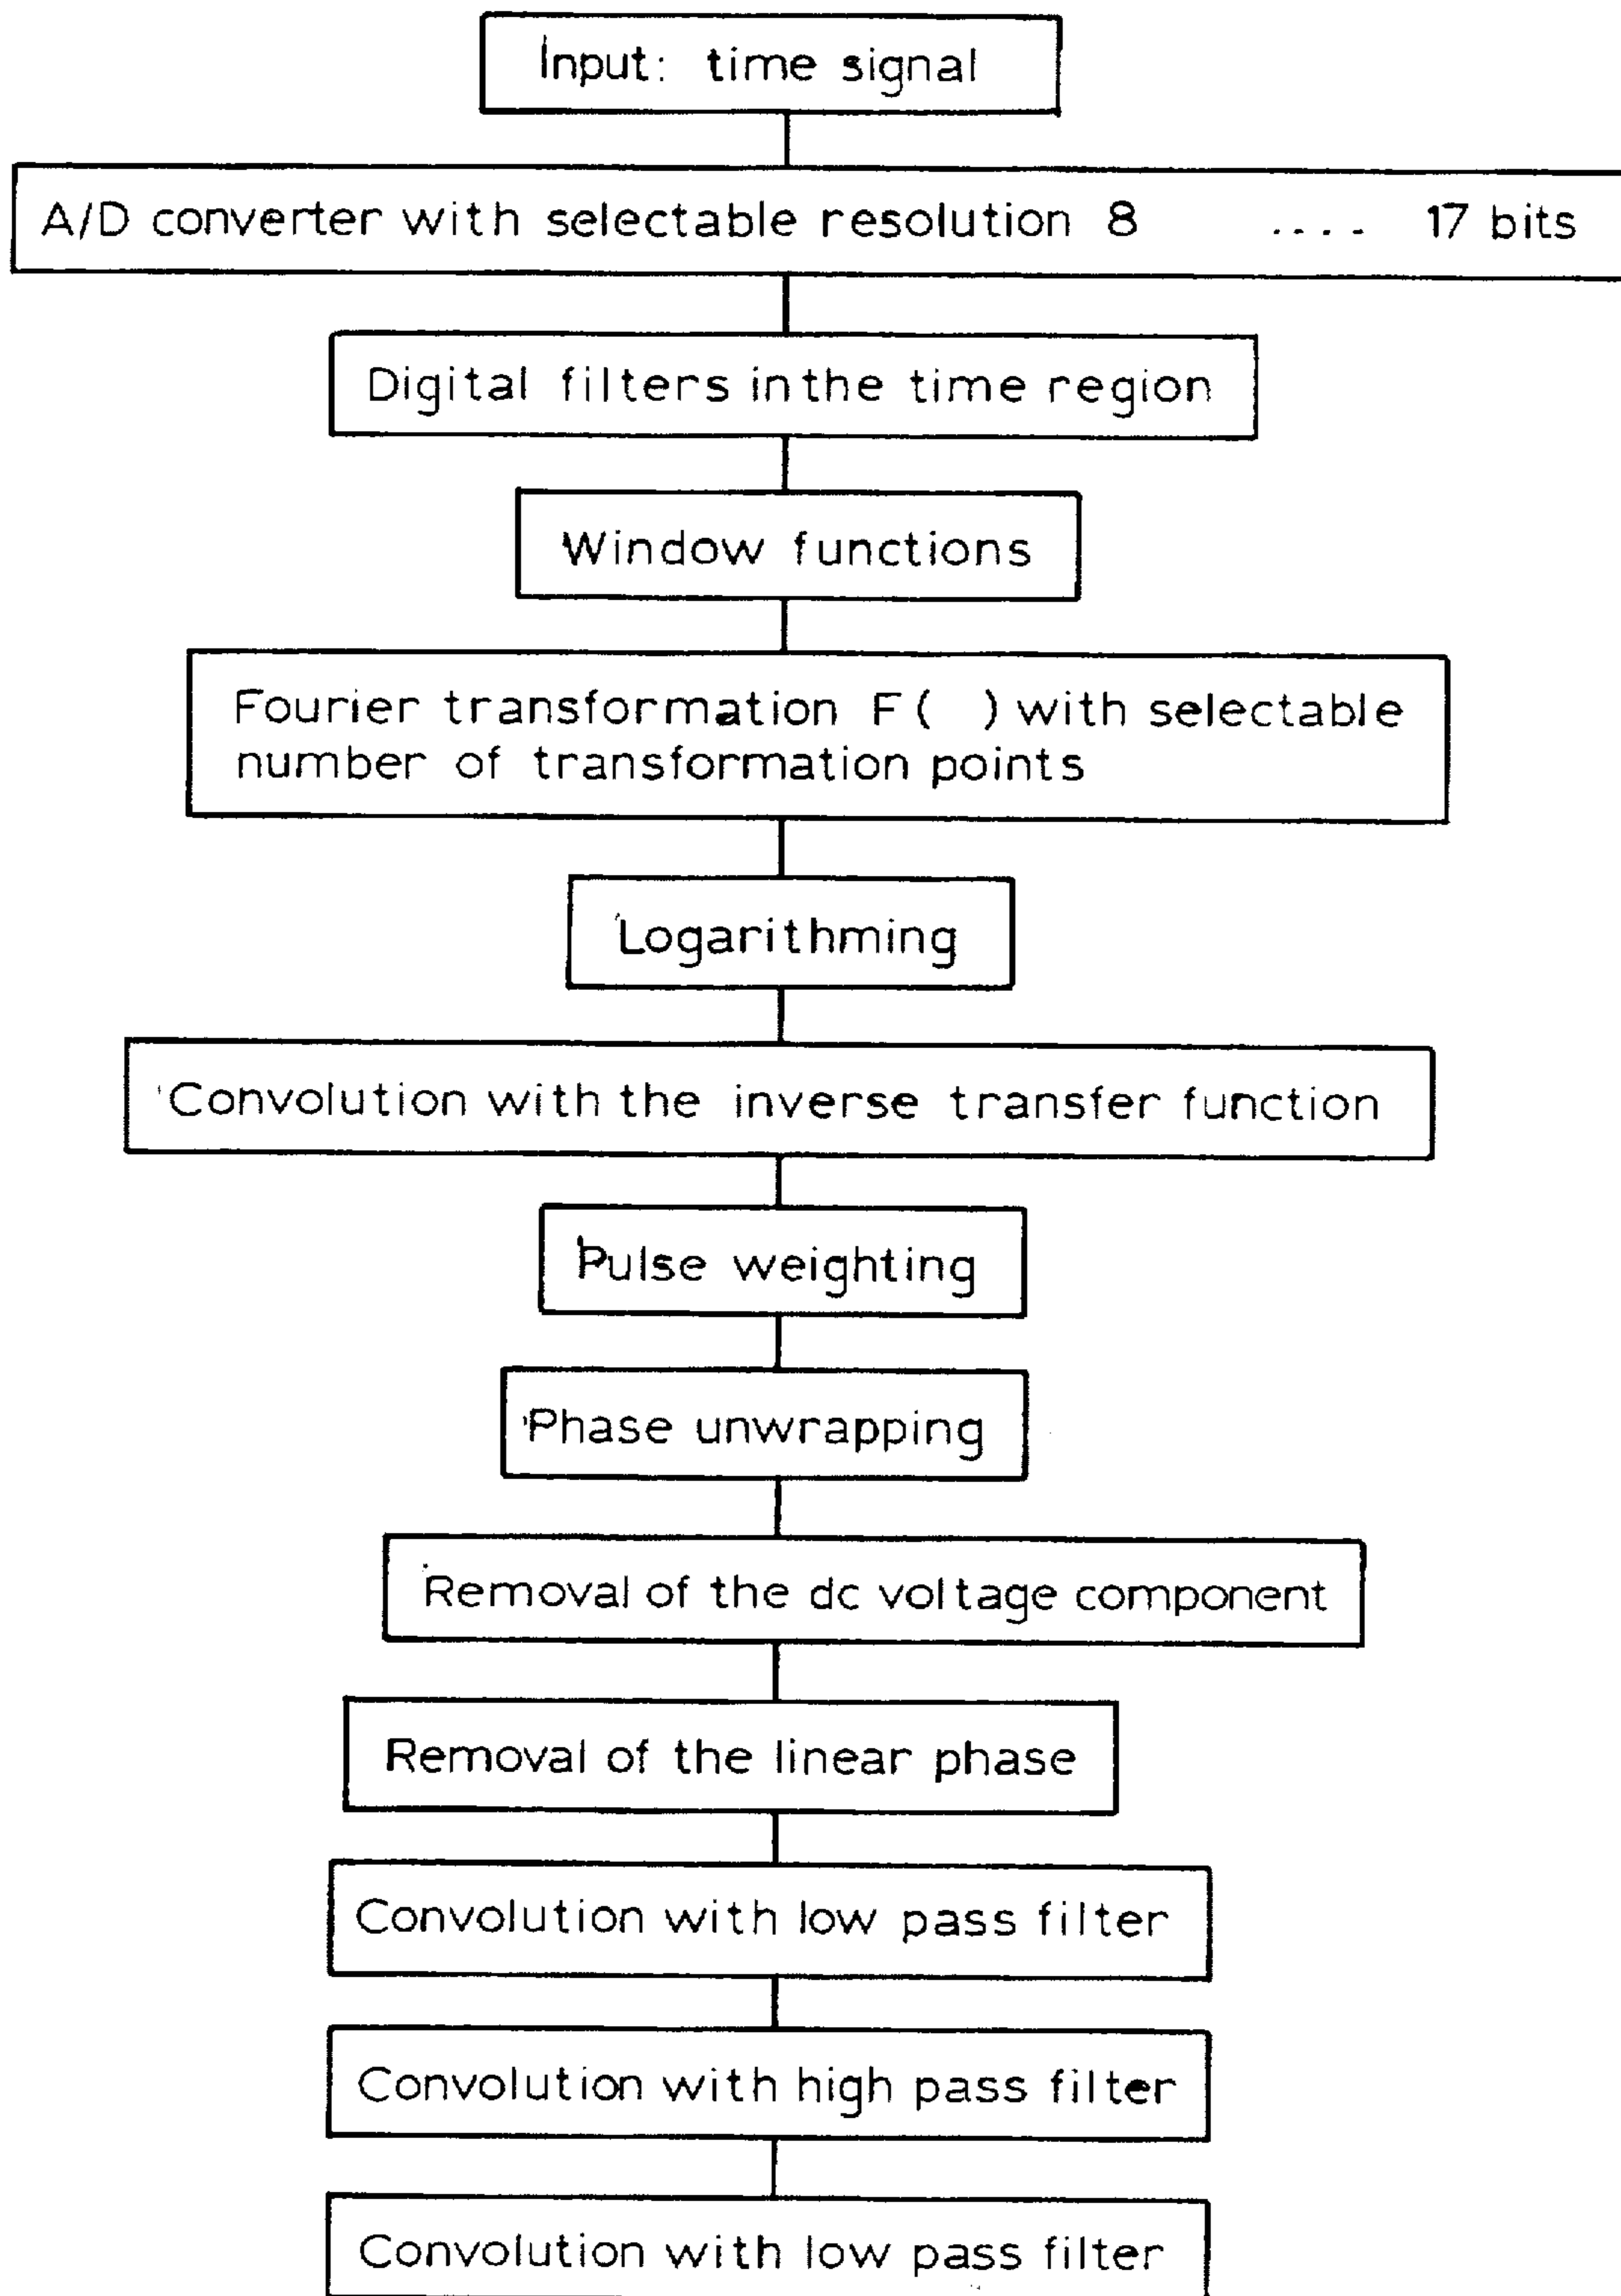 Input: time signal
A/D converter with selectable resolution 8 .... 17 bits
Digital filters in the time region
Window functions
Fourier transformation F( ) with selectable
number of transformation points
Logarithming
Convolution with the inverse transfer function
Pulse weighting
Phase unwrapping
Removal of the dc voltage component
Removal of the linear phase
Convolution with low pass filter
Convolution with high pass filter
Convolution with low pass filter